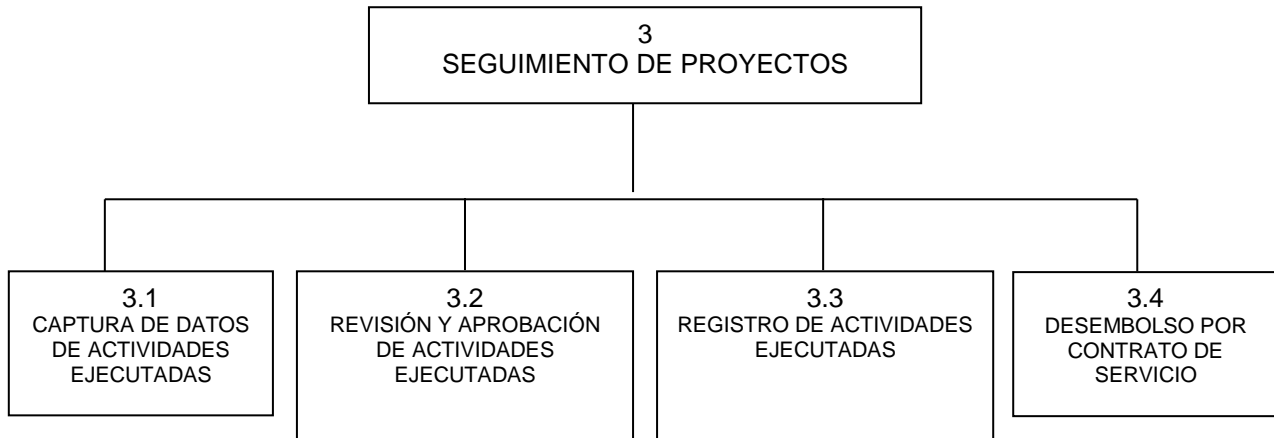 3
SEGUIMIENTO DE PROYECTOS
3.1
CAPTURA DE DATOS
DE ACTIVIDADES
EJECUTADAS
3.2
REVISIÓN Y APROBACIÓN
DE ACTIVIDADES
EJECUTADAS
3.3
REGISTRO DE ACTIVIDADES
EJECUTADAS
3.4
DESEMBOLSO POR
CONTRATO DE
SERVICIO